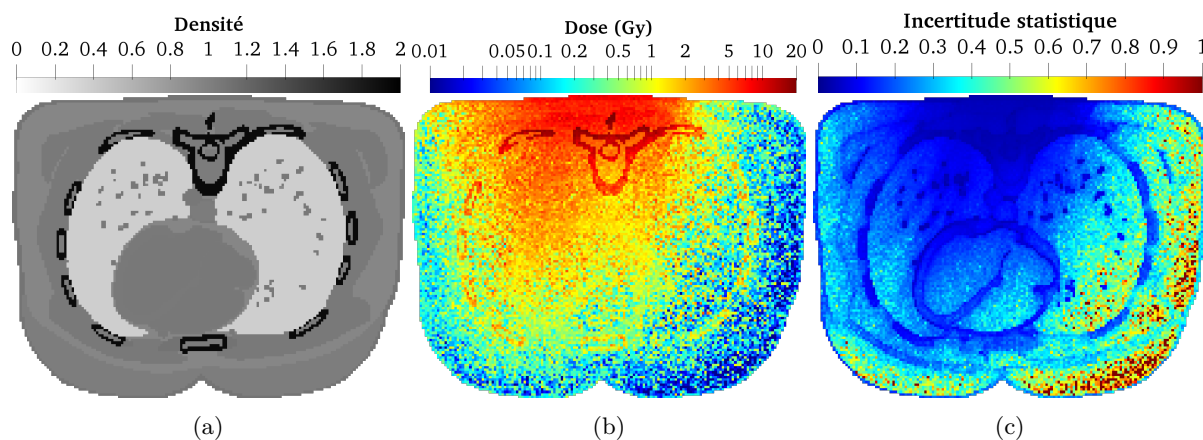 Densité
0 0.2 0.4 0.6 0.8 1 1.2 1.4 1.6 1.8 2
Dose (Gy)
0.01 0.05 0.1 0.2 0.5 1 2 5 10 20
Incertitude statistique
0 0.1 0.2 0.3 0.4 0.5 0.6 0.7 0.8 0.9 1
(a)
(b)
(c)